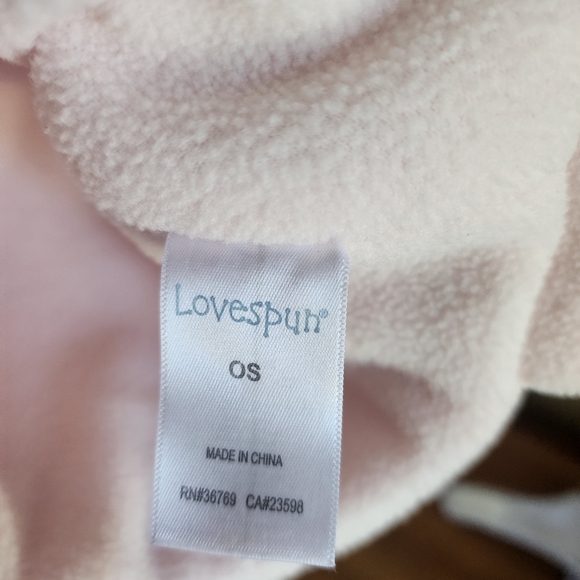 Lovespun®
OS
MADE IN CHINA
RN#36769 CA#23598